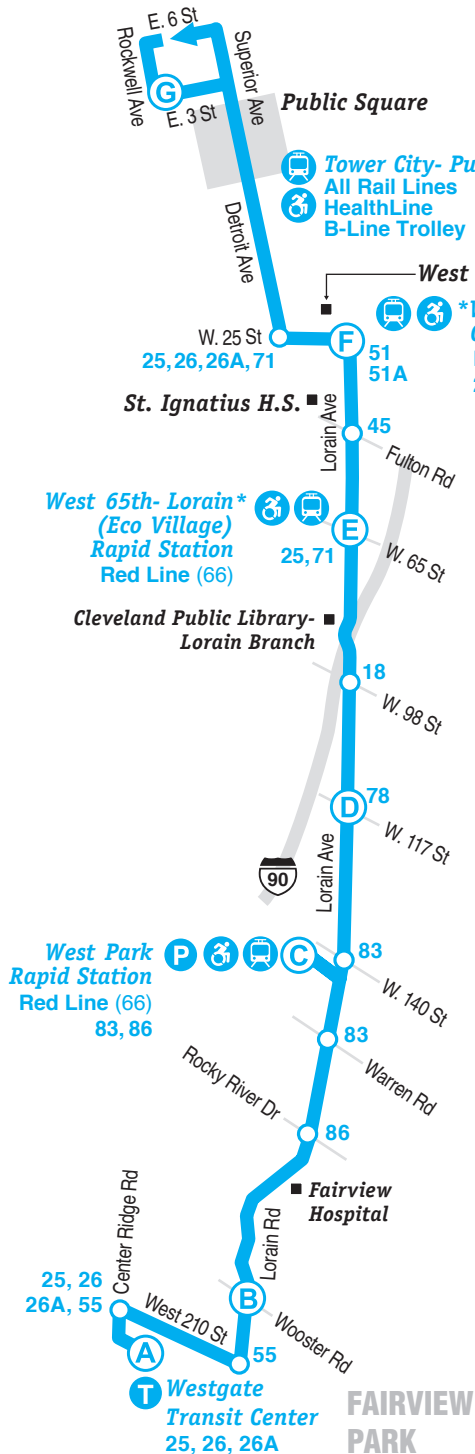 E. 6 St
Rockwell Ave
Superior Ave
G
E. 3 St
Public Square
Tower City- Pu
All Rail Lines
HealthLine
B-Line Trolley
Detroit Ave
West
W. 25 St
25, 26, 26A, 71
F
51
51A
St. Ignatius H.S.
Lorain Ave
45
Fulton Rd
West 65th- Lorain*
(Eco Village)
Rapid Station
Red Line (66)
E
25, 71
W. 65 St
Cleveland Public Library-
Lorain Branch
18
W. 98 St
D
78
W. 117 St
90
Lorain Ave
West Park
Rapid Station
Red Line (66)
83, 86
P
C
83
W. 140 St
83
Warren Rd
Rocky River Dr
86
Fairview
Hospital
Lorain Rd
Center Ridge Rd
25, 26
26A, 55
West 210 St
B
Wooster Rd
A
55
T
Westgate
Transit Center
25, 26, 26A
FAIRVIEW
PARK